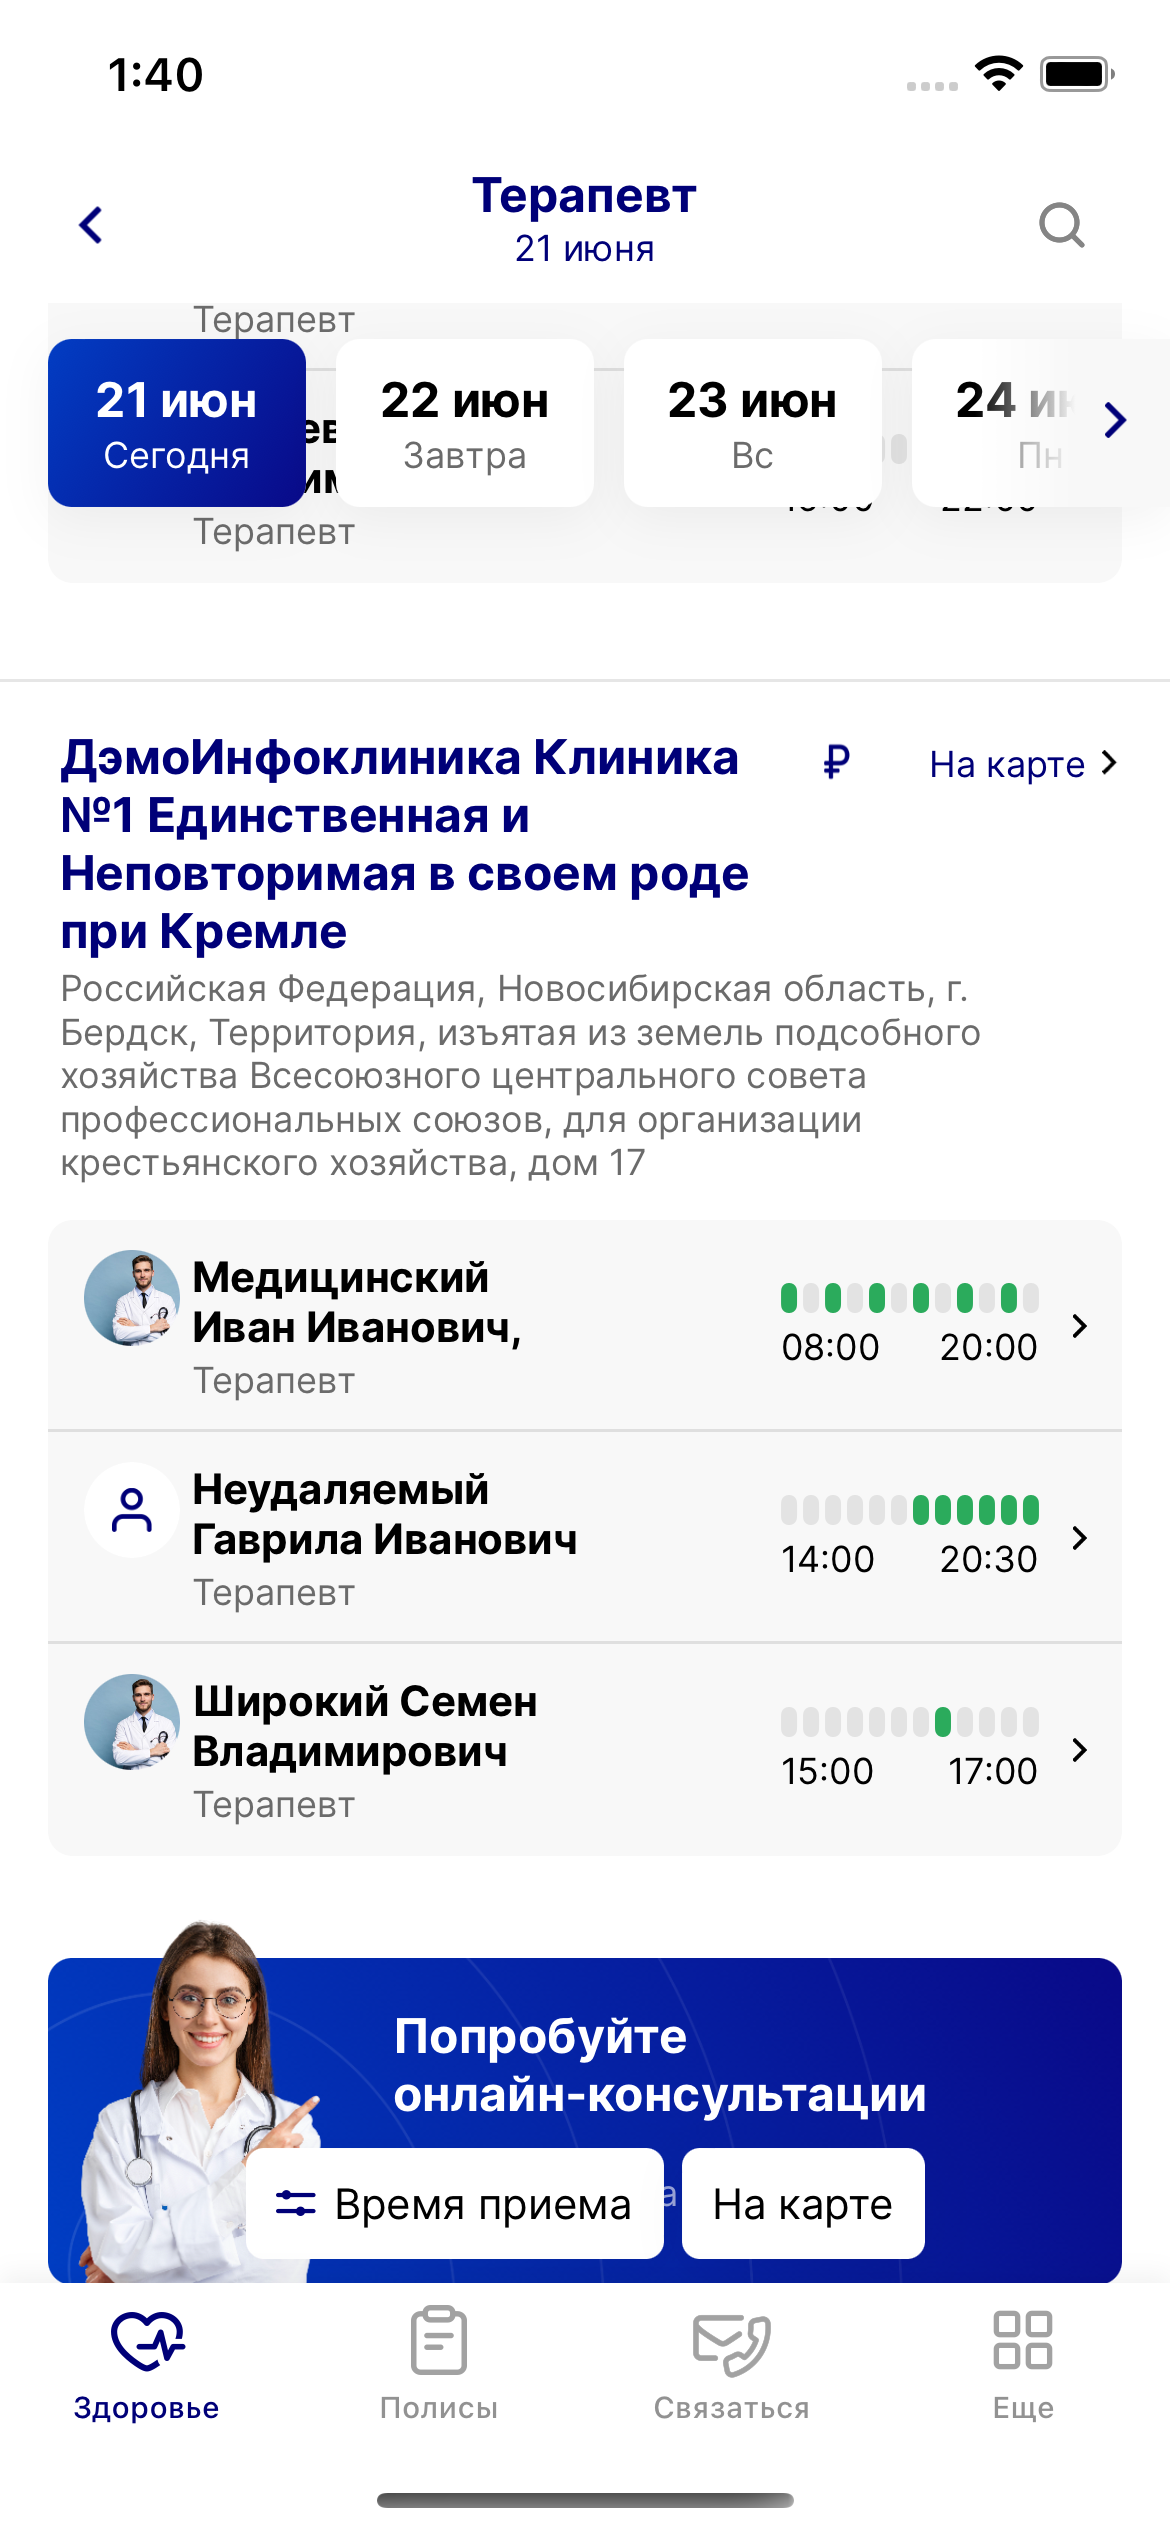 1:40
Терапевт
21 июня
Терапевт
21 июн
Сегодня
22 июн
Завтра
23 июн
Вс
24
Пн
Терапевт
ДэмоИнфоклиника Клиника
№1 Единственная и
Неповторимая в своем роде
при Кремле
₽
На карте
Российская Федерация, Новосибирская область, г.
Бердск, Территория, изъятая из земель подсобного
хозяйства Всесоюзного центрального совета
профессиональных союзов, для организации
крестьянского хозяйства, дом 17
Медицинский
Иван Иванович,
Терапевт
08:00 20:00
Неудаляемый
Гаврила Иванович
Терапевт
14:00 20:30
Широкий Семен
Владимирович
Терапевт
15:00 17:00
Попробуйте
онлайн-консультации
Время приема
На карте
Здоровье
Полисы
Связаться
Еще